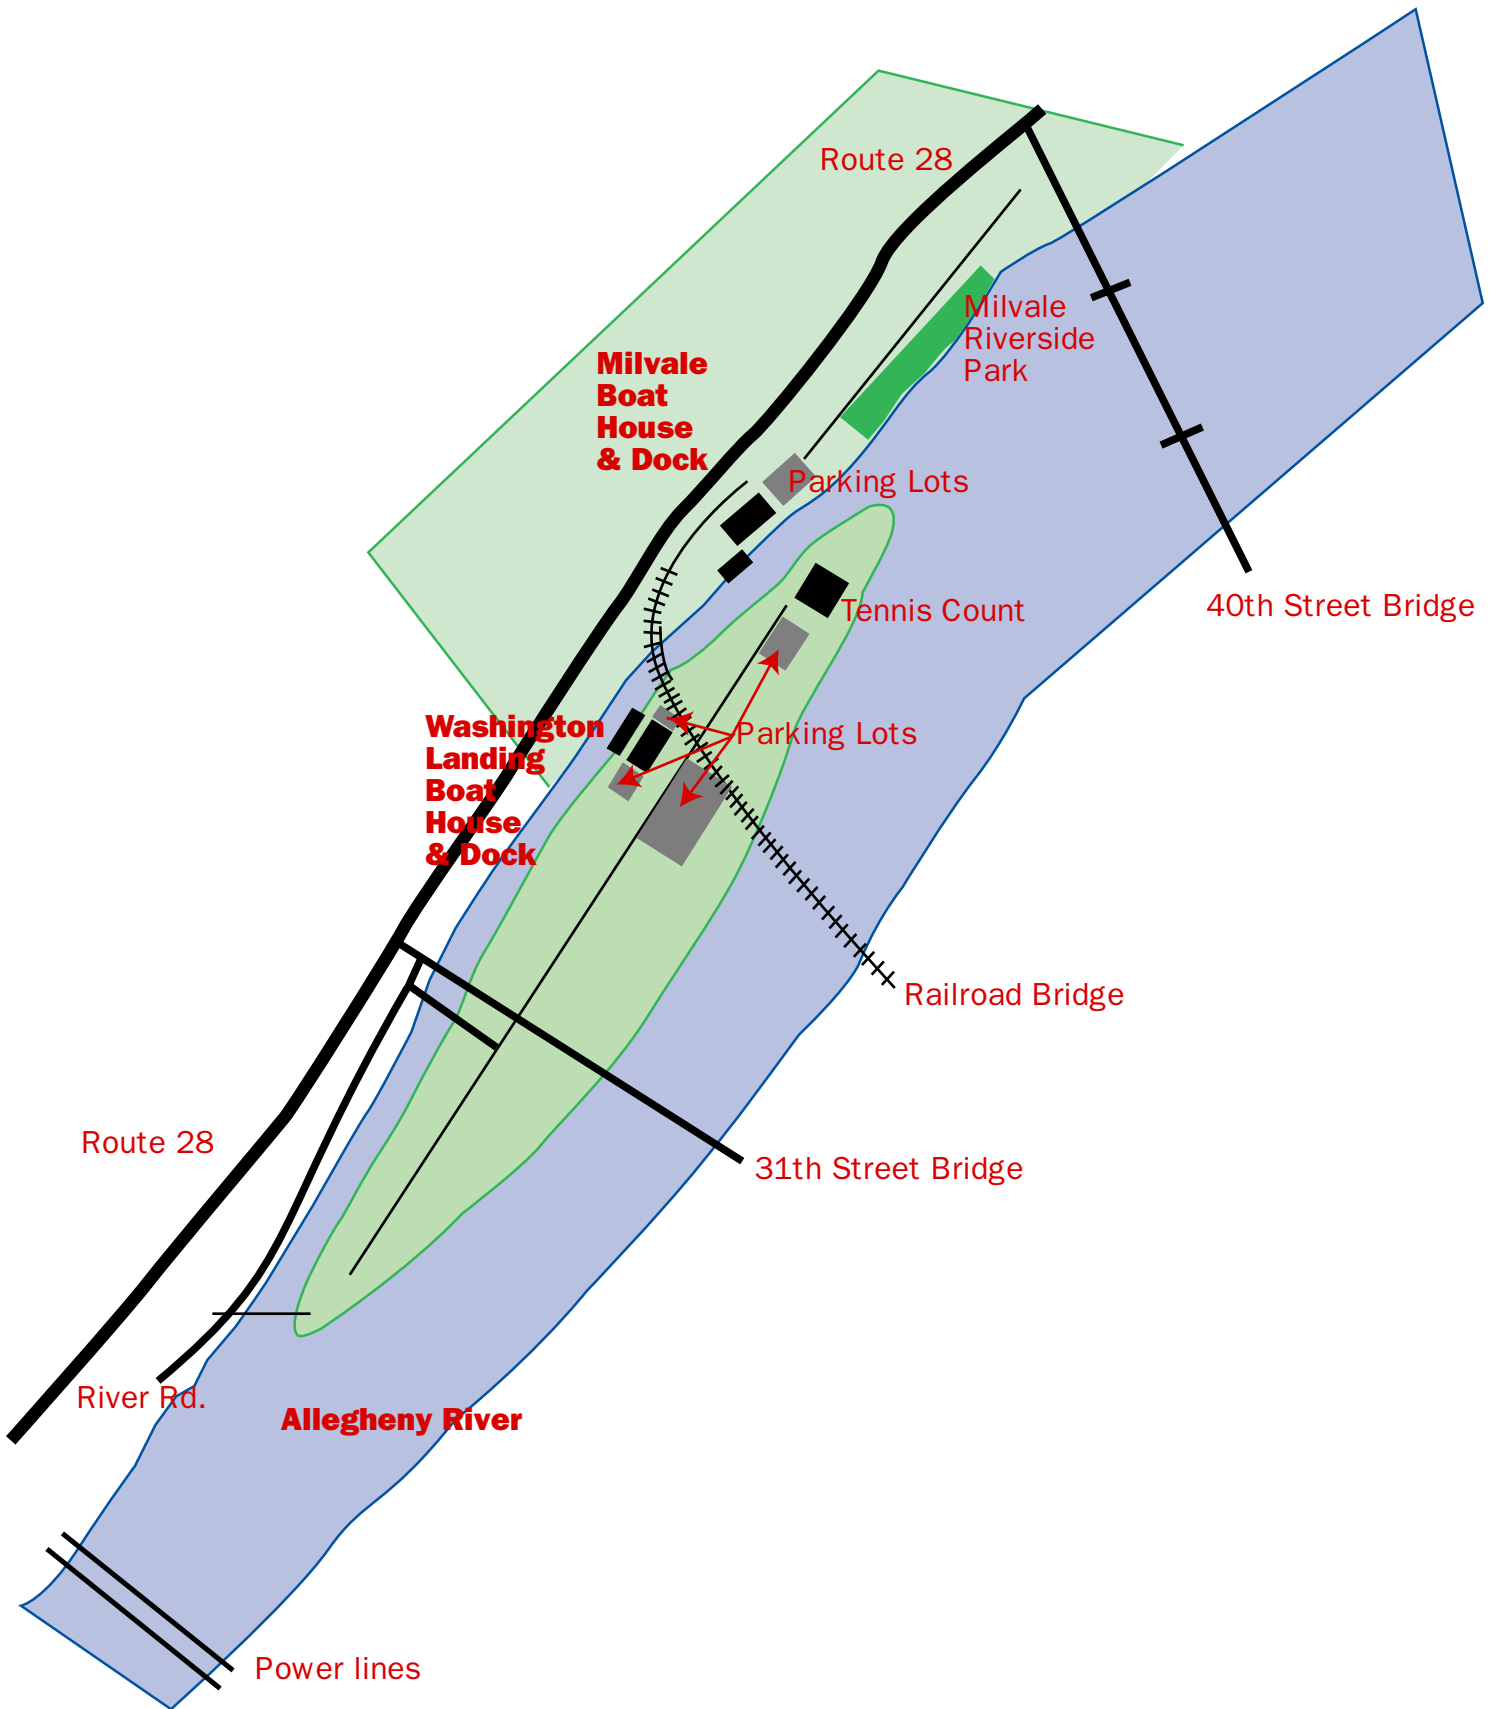 Route 28
Milvale
Riverside
Park
Milvale
Boat
House
& Dock
Parking Lots
Tennis Count
40th Street Bridge
Washington
Landing
Boat
House
& Dock
Parking Lots
Railroad Bridge
Route 28
31th Street Bridge
River Rd.
Allegheny River
Power lines